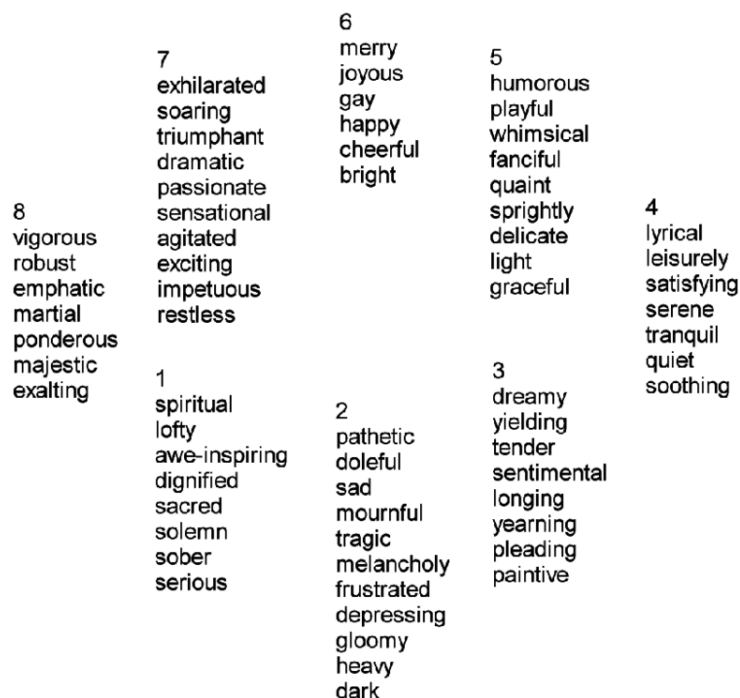 6
merry
joyous
gay
happy
cheerful
bright
7
exhilarated
soaring
triumphant
dramatic
passionate
sensational
agitated
exciting
impetuous
restless
5
humorous
playful
whimsical
fanciful
quaint
sprightly
delicate
light
graceful
8
vigorous
robust
emphatic
martial
ponderous
majestic
exalting
4
lyrical
leisurely
satisfying
serene
tranquil
quiet
soothing
1
spiritual
lofty
awe-inspiring
dignified
sacred
solemn
sober
serious
2
pathetic
doleful
sad
mournful
tragic
melancholy
frustrated
depressing
gloomy
heavy
dark
3
dreamy
yielding
tender
sentimental
longing
yearning
pleading
paintive